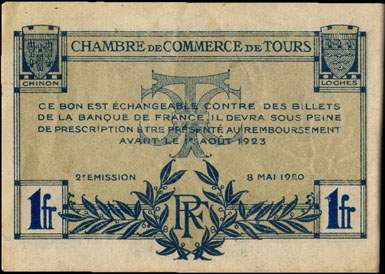 CHAMBRE DE COMMERCE DE TOURS
CHINON
LOCHES
CE BON EST ÉCHANGEABLE CONTRE DES BILLETS
DE LA BANQUE DE FRANCE, IL DEVRA SOUS PEINE
DE PRESCRIPTION ÊTRE PRÉSENTÉ AU REMBOURSEMENT
AVANT LE 1er AOÛT 1923
2e EMISSION
8 MAI 1920
1fr
RF
1fr